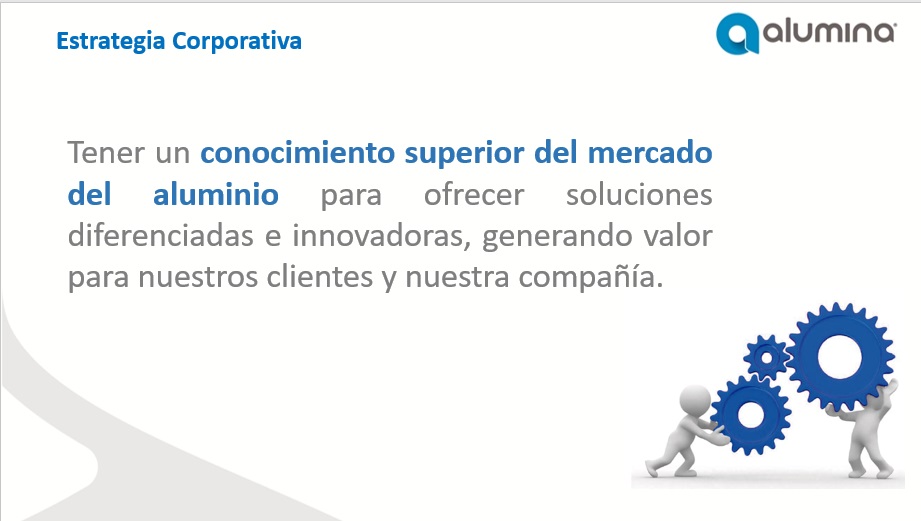 Estrategia Corporativa
alumina
Tener un conocimiento superior del mercado
del aluminio para ofrecer soluciones
diferenciadas e innovadoras, generando valor
para nuestros clientes y nuestra compañía.